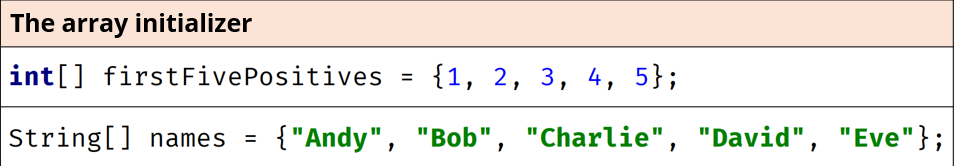 The array initializer
int[] firstFivePositives = {1, 2, 3, 4, 5};
String[] names = {"Andy", "Bob", "Charlie", "David", "Eve"};